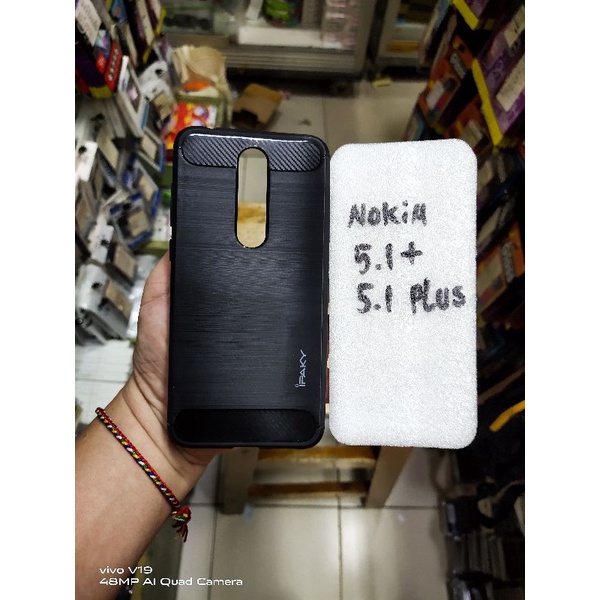 NOKiA
5.1+
5.1 PLUS
iPAKY
vivo V19
48MP AI Quad Camera